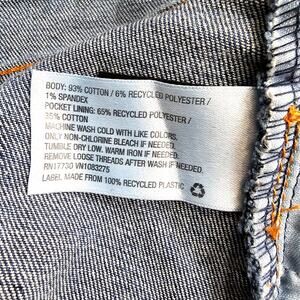 BODY: 93% COTTON / 6% RECYCLED POLYESTER /
1% SPANDEX
POCKET LINING: 65% RECYCLED POLYESTER /
35% COTTON
MACHINE WASH COLD WITH LIKE COLORS.
ONLY NON-CHLORINE BLEACH IF NEEDED.
TUMBLE DRY LOW. WARM IRON IF NEEDED.
REMOVE LOOSE THREADS AFTER WASH IF NEEDED.
RN17730 VN1083275
LABEL MADE FROM 100% RECYCLED PLASTIC